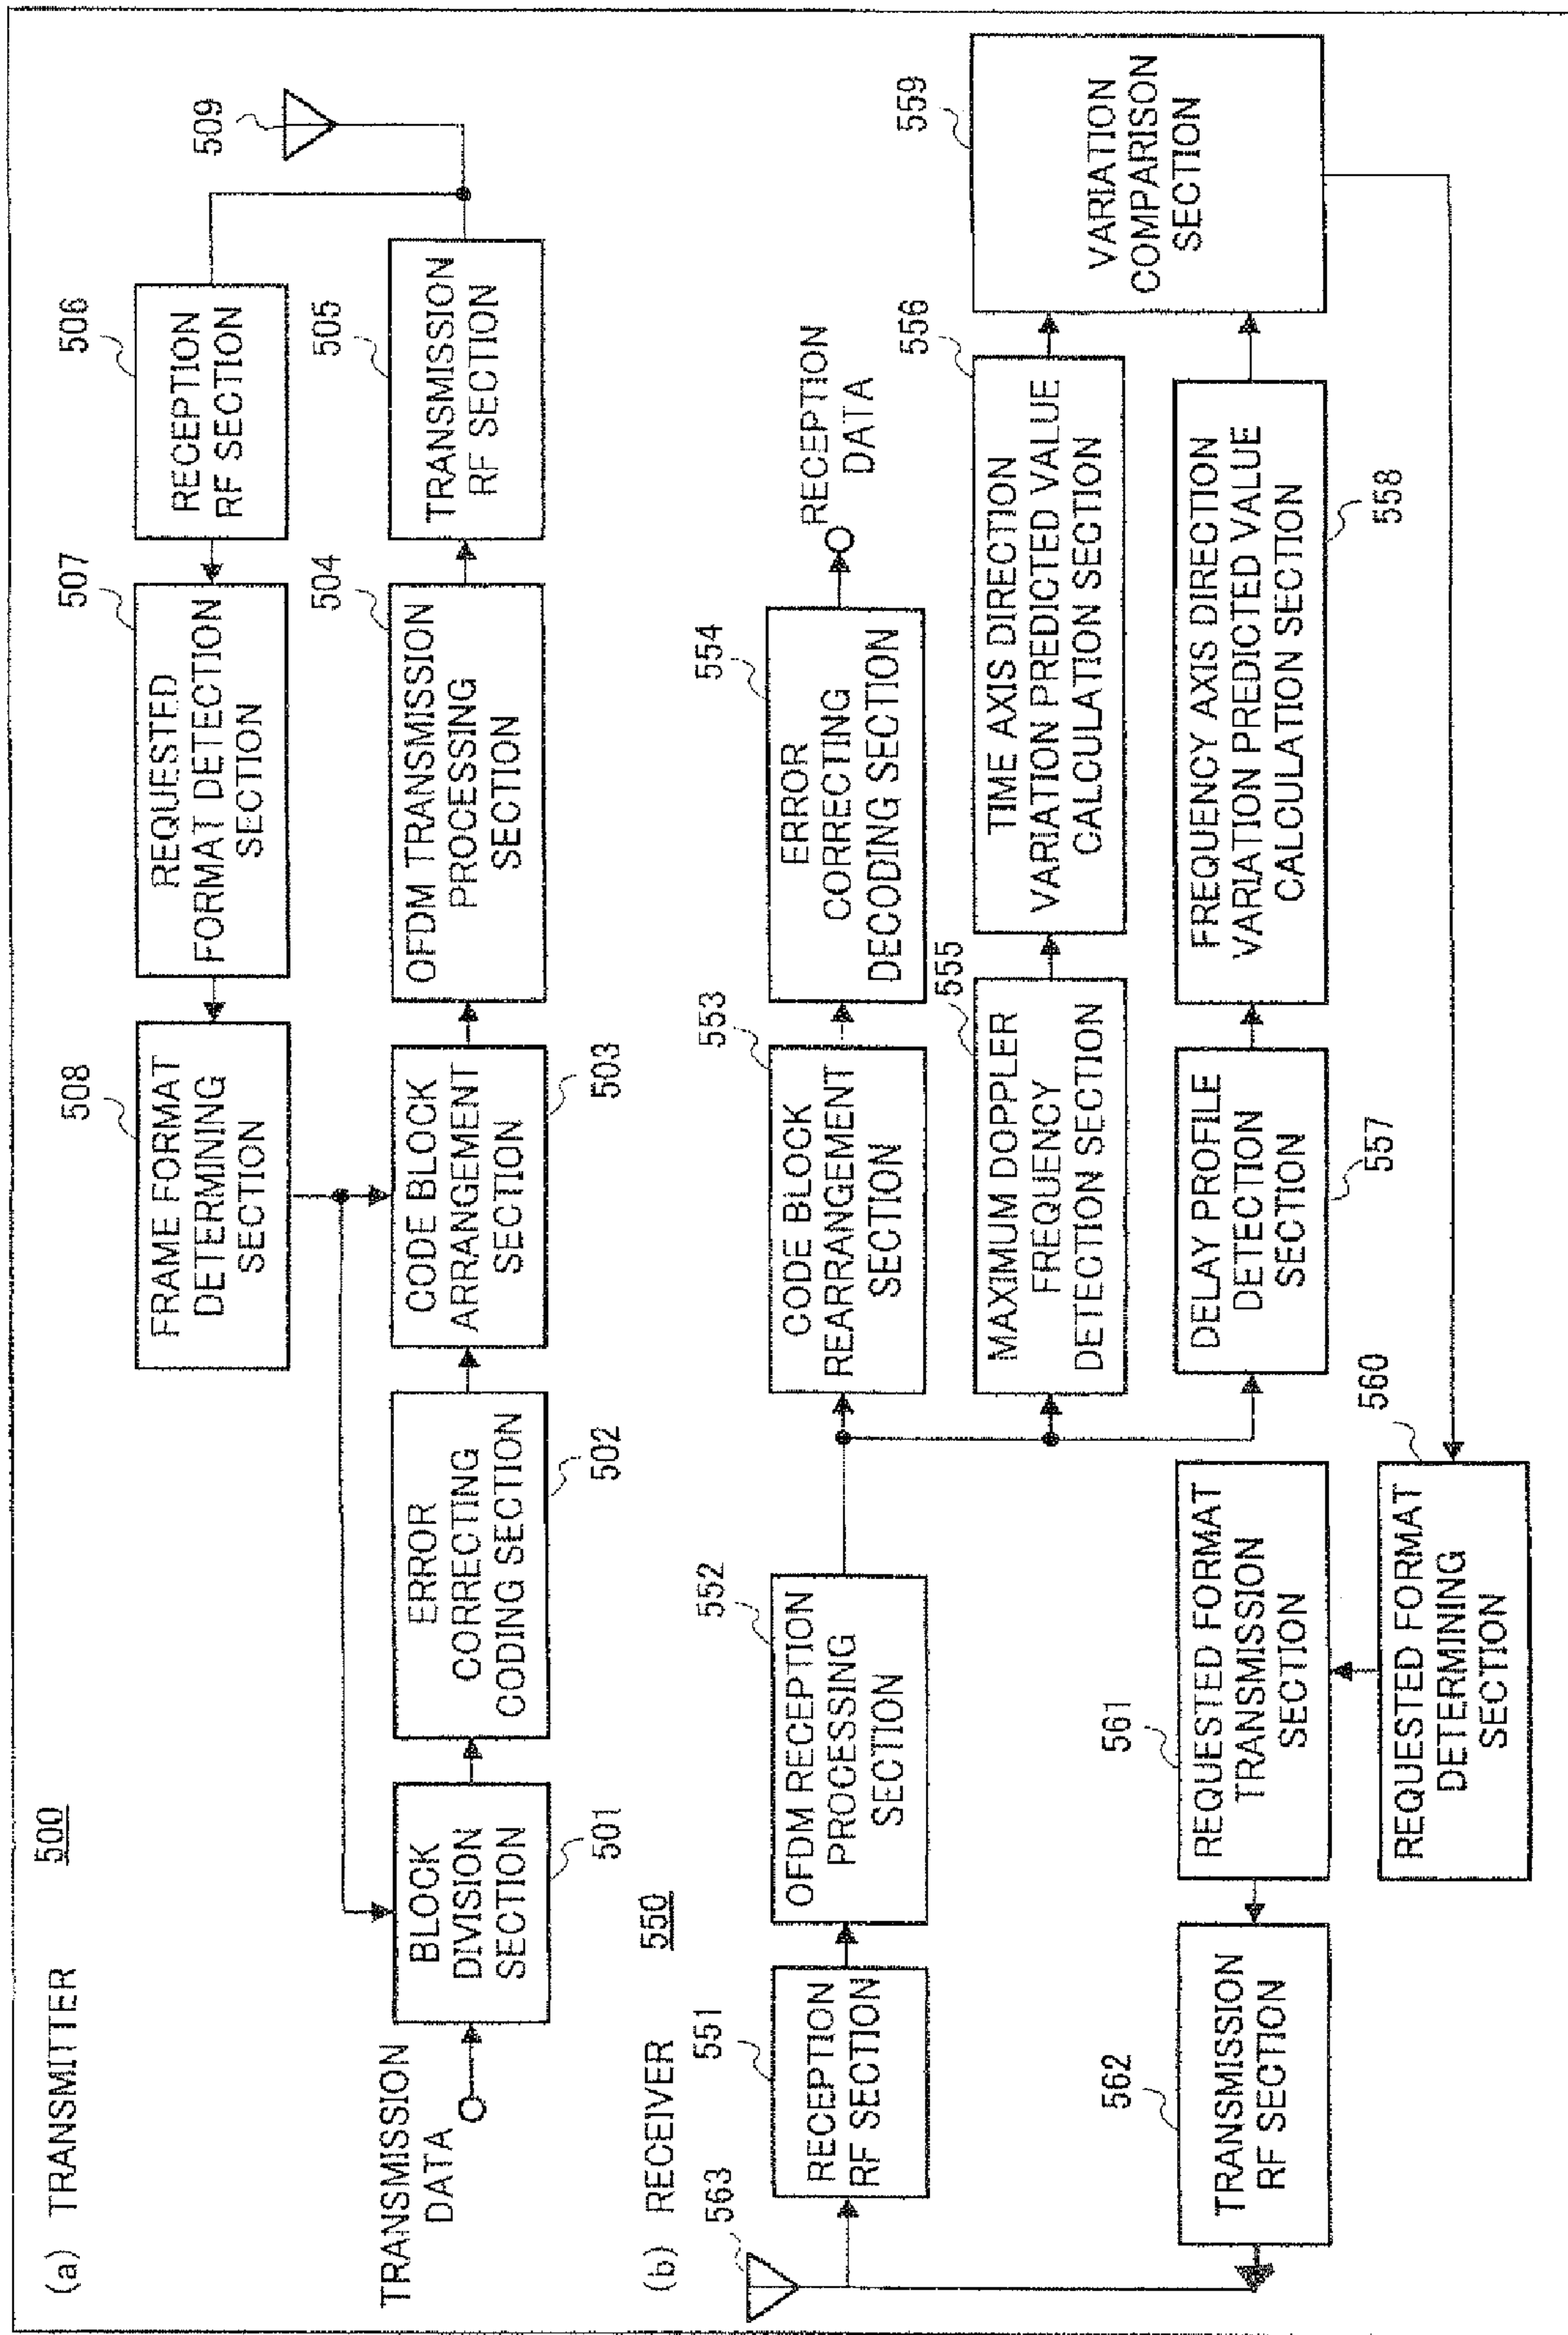 (a) TRANSMITTER
500
509
506
RECEPTION
RF SECTION
507
REQUESTED
FORMAT DETECTION
SECTION
508
FRAME FORMAT
DETERMINING
SECTION
TRANSMISSION
DATA
BLOCK
DIVISION
SECTION
501
ERROR
CORRECTING
CODING SECTION
502
CODE BLOCK
ARRANGEMENT
SECTION
503
504
OFDM TRANSMISSION
PROCESSING
SECTION
505
TRANSMISSION
RF SECTION
(b) RECEIVER
550
563
551
RECEPTION
RF SECTION
552
OFDM RECEPTION
PROCESSING
SECTION
553
CODE BLOCK
REARRANGEMENT
SECTION
554
ERROR
CORRECTING
DECODING SECTION
RECEPTION
DATA
555
MAXIMUM DOPPLER
FREQUENCY
DETECTION SECTION
556
TIME AXIS DIRECTION
VARIATION PREDICTED VALUE
CALCULATION SECTION
559
VARIATION
COMPARISON
SECTION
DELAY PROFILE
DETECTION
SECTION
557
FREQUENCY AXIS DIRECTION
VARIATION PREDICTED VALUE
CALCULATION SECTION
558
560
REQUESTED FORMAT
DETERMINING
SECTION
561
REQUESTED FORMAT
TRANSMISSION
SECTION
562
TRANSMISSION
RF SECTION